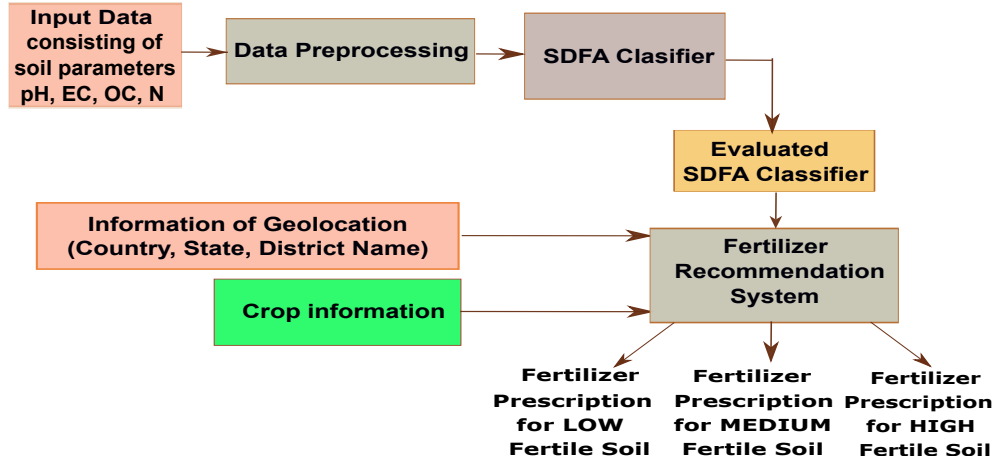 Input Data
consisting of
soil parameters
pH, EC, OC, N
Data Preprocessing
SDFA Clasifier
Evaluated
SDFA Classifier
Information of Geolocation
(Country, State, District Name)
Fertilizer
Recommendation
System
Crop information
Fertilizer
Prescription
for LOW
Fertile Soil
Fertilizer
Prescription
for MEDIUM
Fertile Soil
Fertilizer
Prescription
for HIGH
Fertile Soil